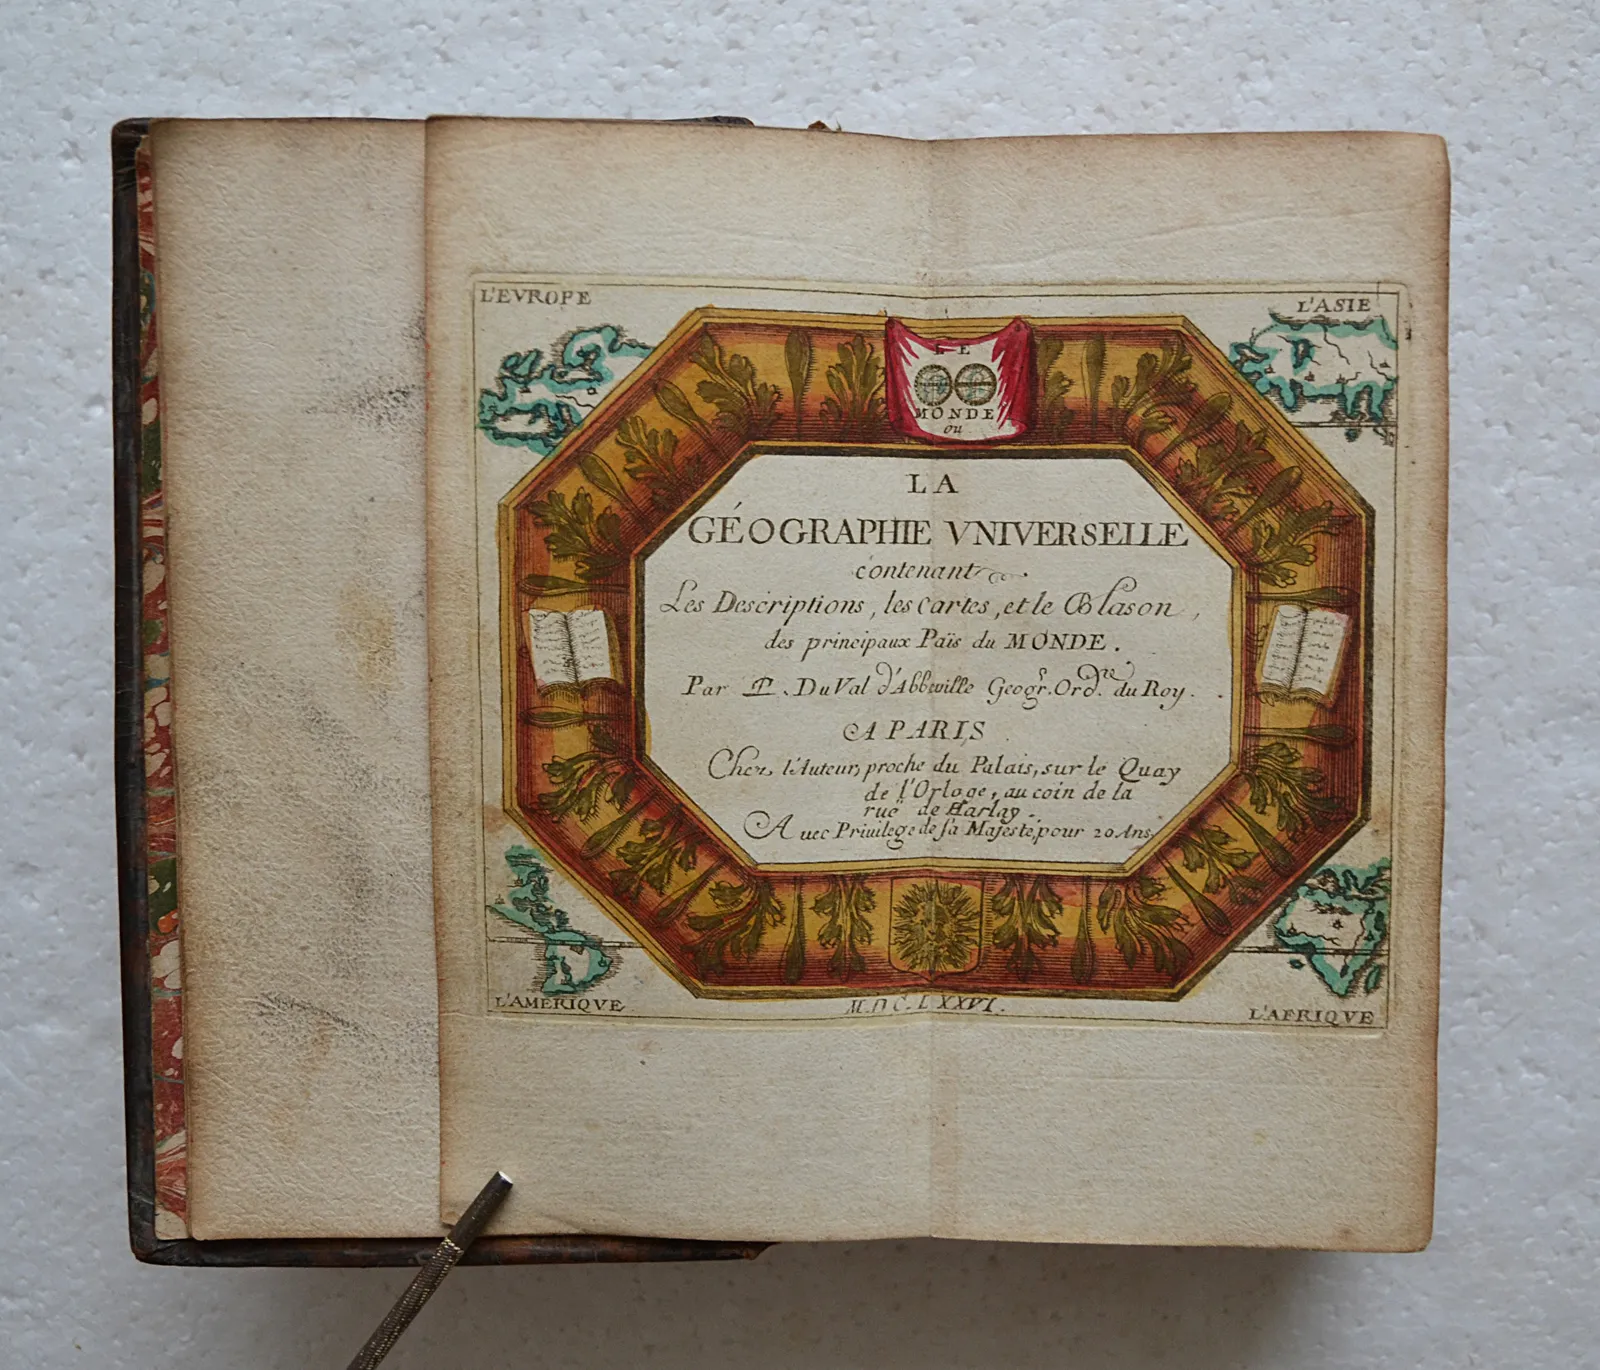 L'EVROPE
L'ASIE
LE
MONDE
ou
LA
GÉOGRAPHIE VNIVERSELLE
contenant
Les Descriptions, les Cartes, et le Blason,
des principaux Païs du MONDE.
Par P. Du Val d'Abbeville Geogr. Ordre. du Roy.
A PARIS
Chez l'Auteur, proche du Palais, sur le Quay
de l'Orloge, au coin de la
ruë de Harlay.
Auec Priuilege de sa Majesté, pour 20 Ans.
L'AMERIQVE
M.D.C.LXXVI.
L'AFRIQVE